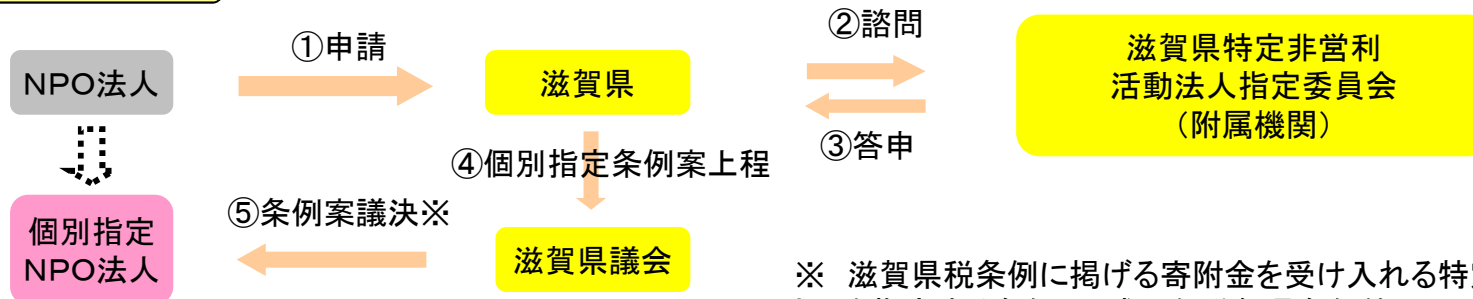 ①申請
②諮問
NPO法人
滋賀県
滋賀県特定非営利
活動法人指定委員会
（附属機関）
③答申
④個別指定条例案上程
⑤条例案議決※
個別指定
NPO法人
滋賀県議会
※　滋賀県税条例に掲げる寄附金を受け入れる特